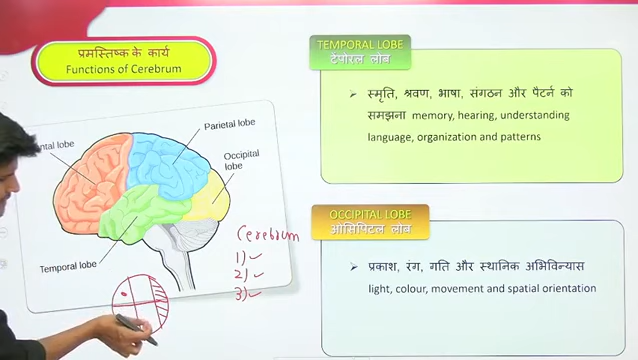 प्रमस्तिष्क के कार्य
Functions of Cerebrum
TEMPORAL LOBE
टेंपोरल लोब
स्मृति, श्रवण, भाषा, संगठन और पैटर्न को
समझना memory, hearing, understanding
language, organization and patterns
ntal lobe
Parietal lobe
Occipital
lobe
Temporal lobe
Cerebrum
1)
2)
3)
OCCIPITAL LOBE
ओसिपिटल लोब
प्रकाश, रंग, गति और स्थानिक अभिविन्यास
light, colour, movement and spatial orientation